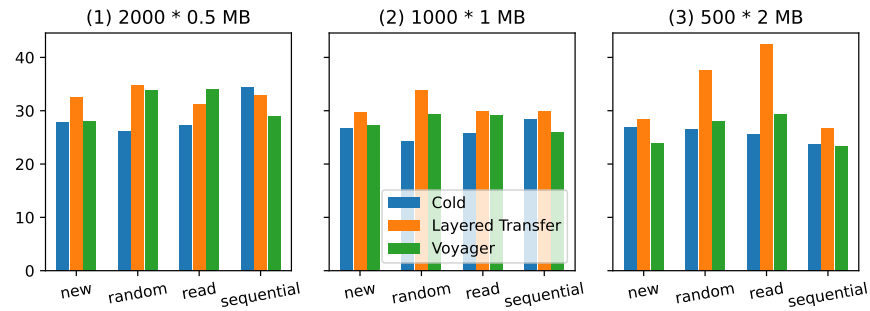 (1) 2000 * 0.5 MB
(2) 1000 * 1 MB
(3) 500 * 2 MB
40
30
20
10
0
Cold
Layered Transfer
Voyager
new
random
read
sequential
new
random
read
sequential
new
random
read
sequential